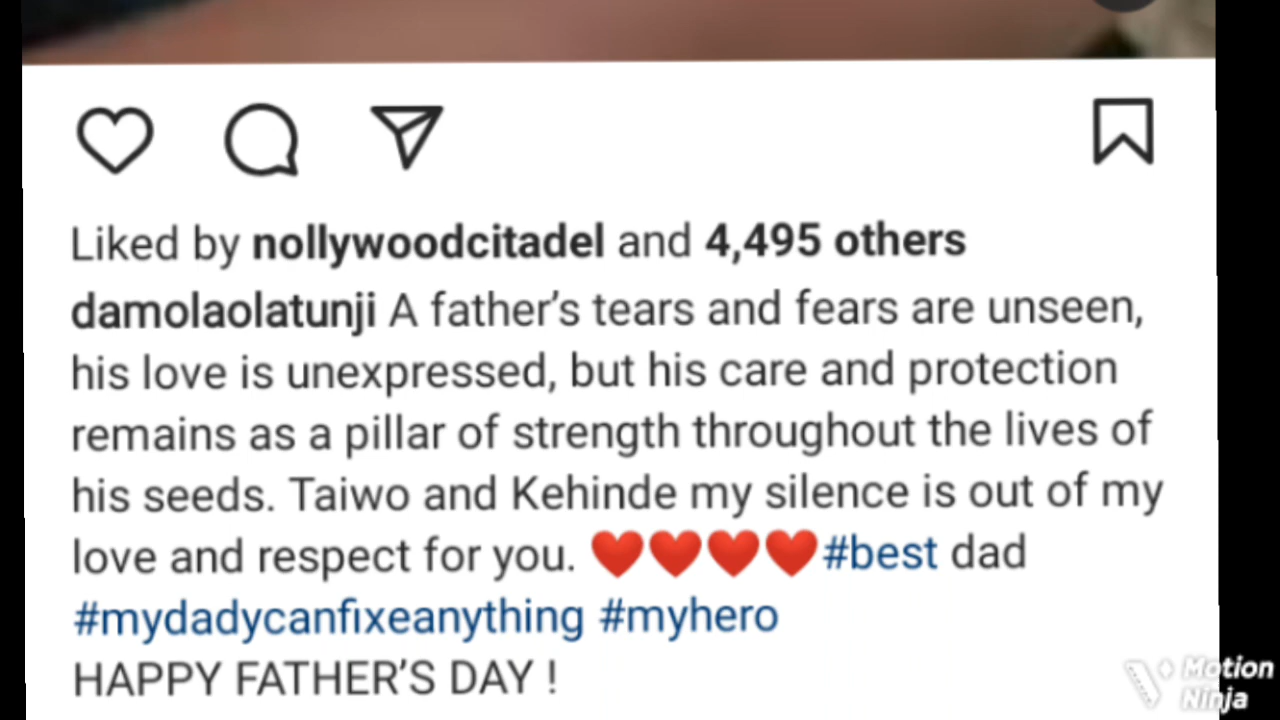 Liked by nollywoodcitadel and 4,495 others
damolaolatunji A father's tears and fears are unseen,
his love is unexpressed, but his care and protection
remains as a pillar of strength throughout the lives of
his seeds. Taiwo and Kehinde my silence is out of my
love and respect for you. ❤️❤️❤️❤️#best dad
#mydadycanfixeanything #myhero
HAPPY FATHER'S DAY !
Motion
Ninja